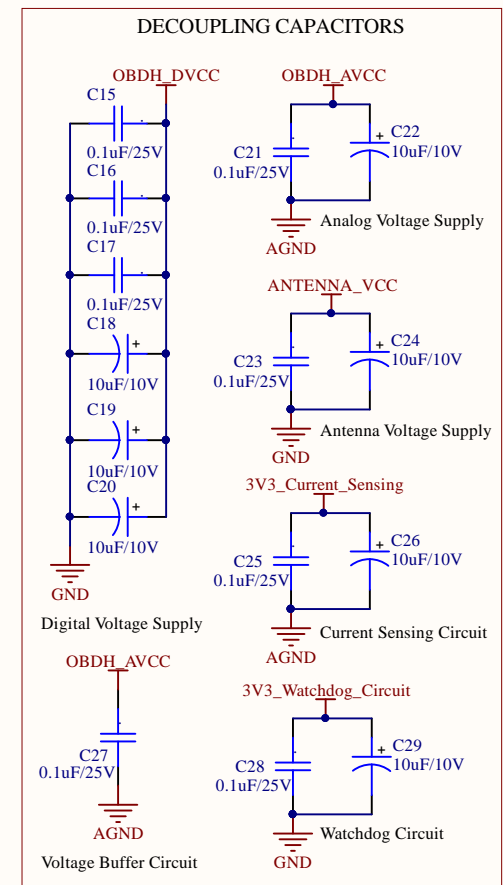 DECOUPLING CAPACITORS
OBDH_DVCC
C15
0.1uF/25V
C16
0.1uF/25V
C17
0.1uF/25V
C18
+
10uF/10V
C19
+
10uF/10V
C20
+
10uF/10V
GND
Digital Voltage Supply
OBDH_AVCC
C21
0.1uF/25V
+
C22
10uF/10V
AGND
Analog Voltage Supply
ANTENNA_VCC
C23
0.1uF/25V
+
C24
10uF/10V
GND
Antenna Voltage Supply
3V3_Current_Sensing
C25
0.1uF/25V
+
C26
10uF/10V
AGND
Current Sensing Circuit
OBDH_AVCC
C27
0.1uF/25V
AGND
Voltage Buffer Circuit
3V3_Watchdog_Circuit
C28
0.1uF/25V
+
C29
10uF/10V
GND
Watchdog Circuit